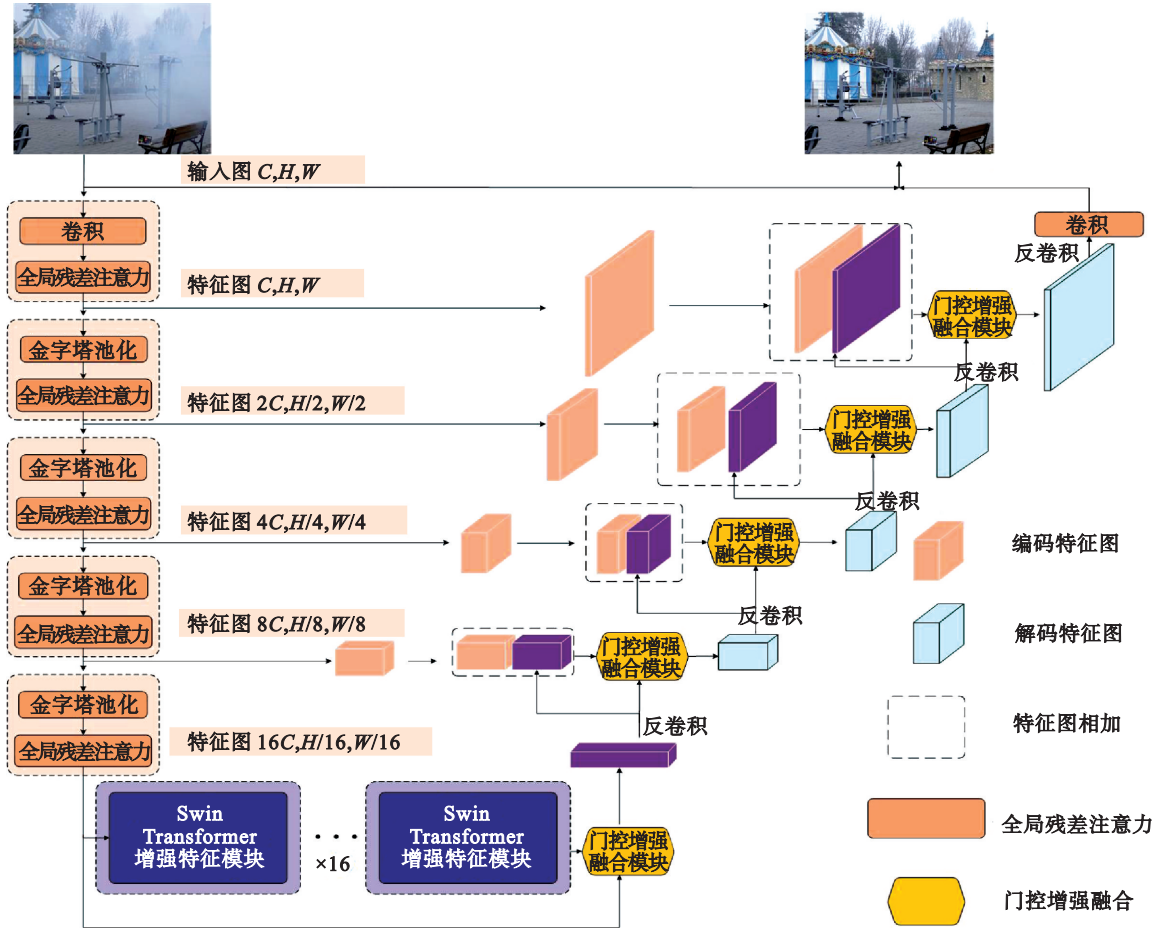 输入图 C,H,W
卷积
全局残差注意力
特征图 C,H,W
金字塔池化
全局残差注意力
特征图 2C,H/2,W/2
金字塔池化
全局残差注意力
特征图 4C,H/4,W/4
金字塔池化
全局残差注意力
特征图 8C,H/8,W/8
金字塔池化
全局残差注意力
特征图 16C,H/16,W/16
Swin
Transformer
增强特征模块
· · ·
×16
Swin
Transformer
增强特征模块
门控增强
融合模块
反卷积
门控增强
融合模块
反卷积
门控增强
融合模块
反卷积
门控增强
融合模块
反卷积
门控增强
融合模块
反卷积
卷积
编码特征图
解码特征图
特征图相加
全局残差注意力
门控增强融合